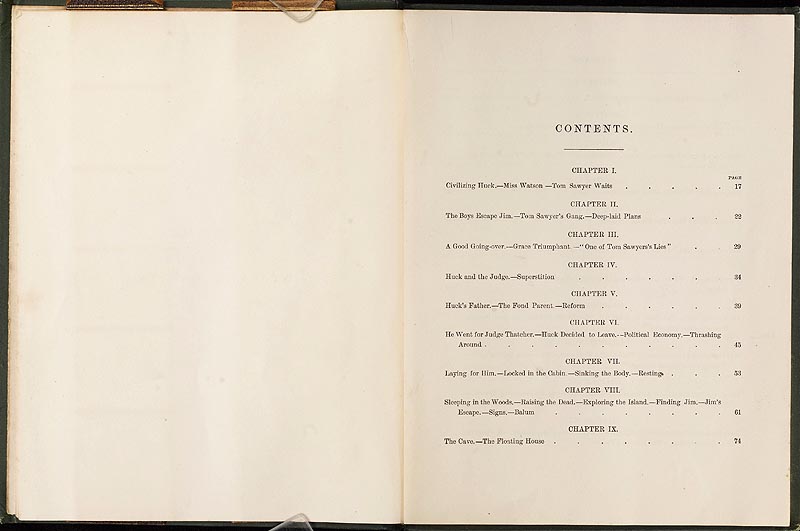 CONTENTS.
CHAPTER I.
PAGE
Civilizing Huck.—Miss Watson—Tom Sawyer Waits . . . . . 17
CHAPTER II.
The Boys Escape Jim.—Tom Sawyer's Gang.—Deep-laid Plans . . . 22
CHAPTER III.
A Good Going-over.—Grace Triumphant.—"One of Tom Sawyers's Lies" . . 29
CHAPTER IV.
Huck and the Judge.—Superstition . . . . . . 34
CHAPTER V.
Huck's Father.—The Fond Parent.—Reform . . . . . . 39
CHAPTER VI.
He Went for Judge Thatcher.—Huck Decided to Leave.—Political Economy.—Thrashing
Around . . . . . . . . . . . 45
CHAPTER VII.
Laying for Him.—Locked in the Cabin.—Sinking the Body.—Resting . . . 53
CHAPTER VIII.
Sleeping in the Woods.—Raising the Dead.—Exploring the Island.—Finding Jim.—Jim's
Escape.—Signs.—Balum . . . . . . . . 61
CHAPTER IX.
The Cave.—The Floating House . . . . . . . . 74